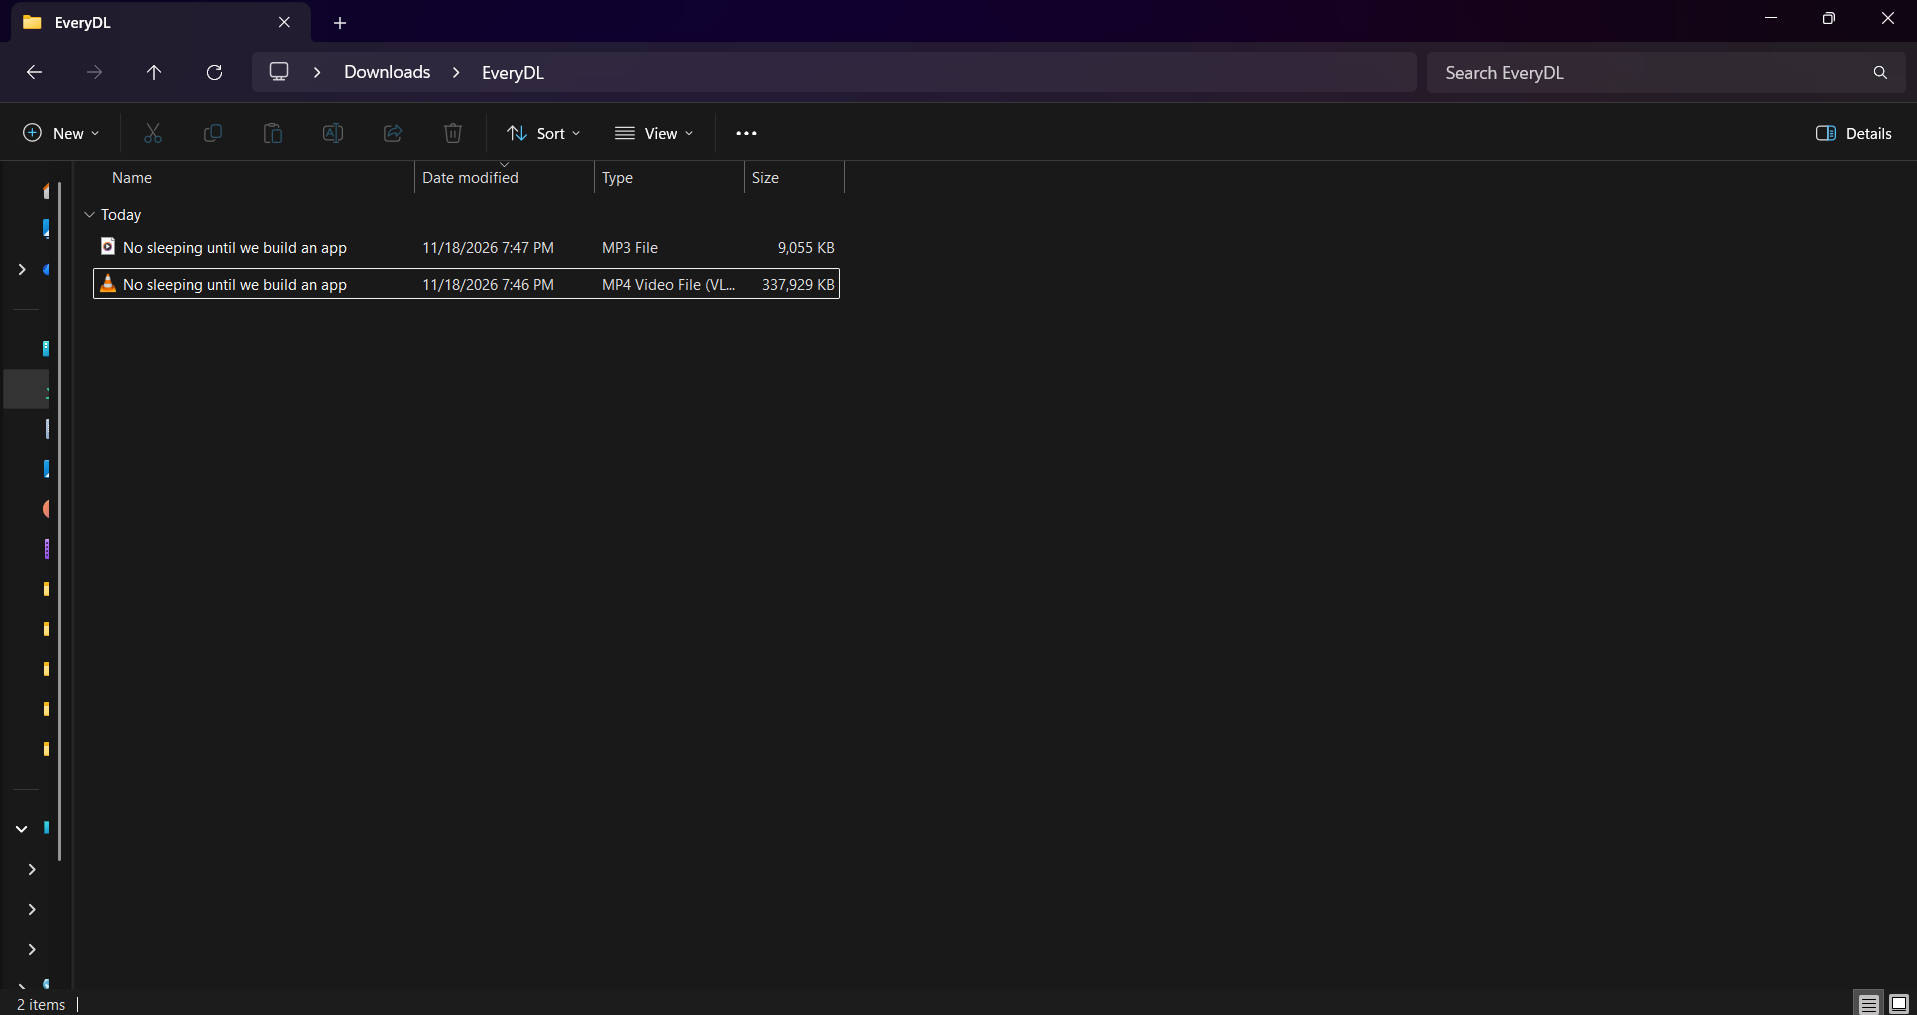 EveryDL
Downloads > EveryDL
Search EveryDL
New
Sort
View
Details
Name Date modified Type Size
Today
No sleeping until we build an app 11/18/2026 7:47 PM MP3 File 9,055 KB
No sleeping until we build an app 11/18/2026 7:46 PM MP4 Video File (VL... 337,929 KB
2 items